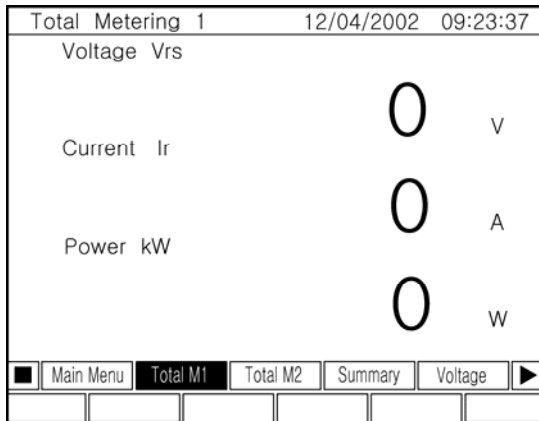 Total Metering 1 12/04/2002 09:23:37
Voltage Vrs
0 V
Current Ir
0 A
Power kW
0 W
Main Menu Total M1 Total M2 Summary Voltage